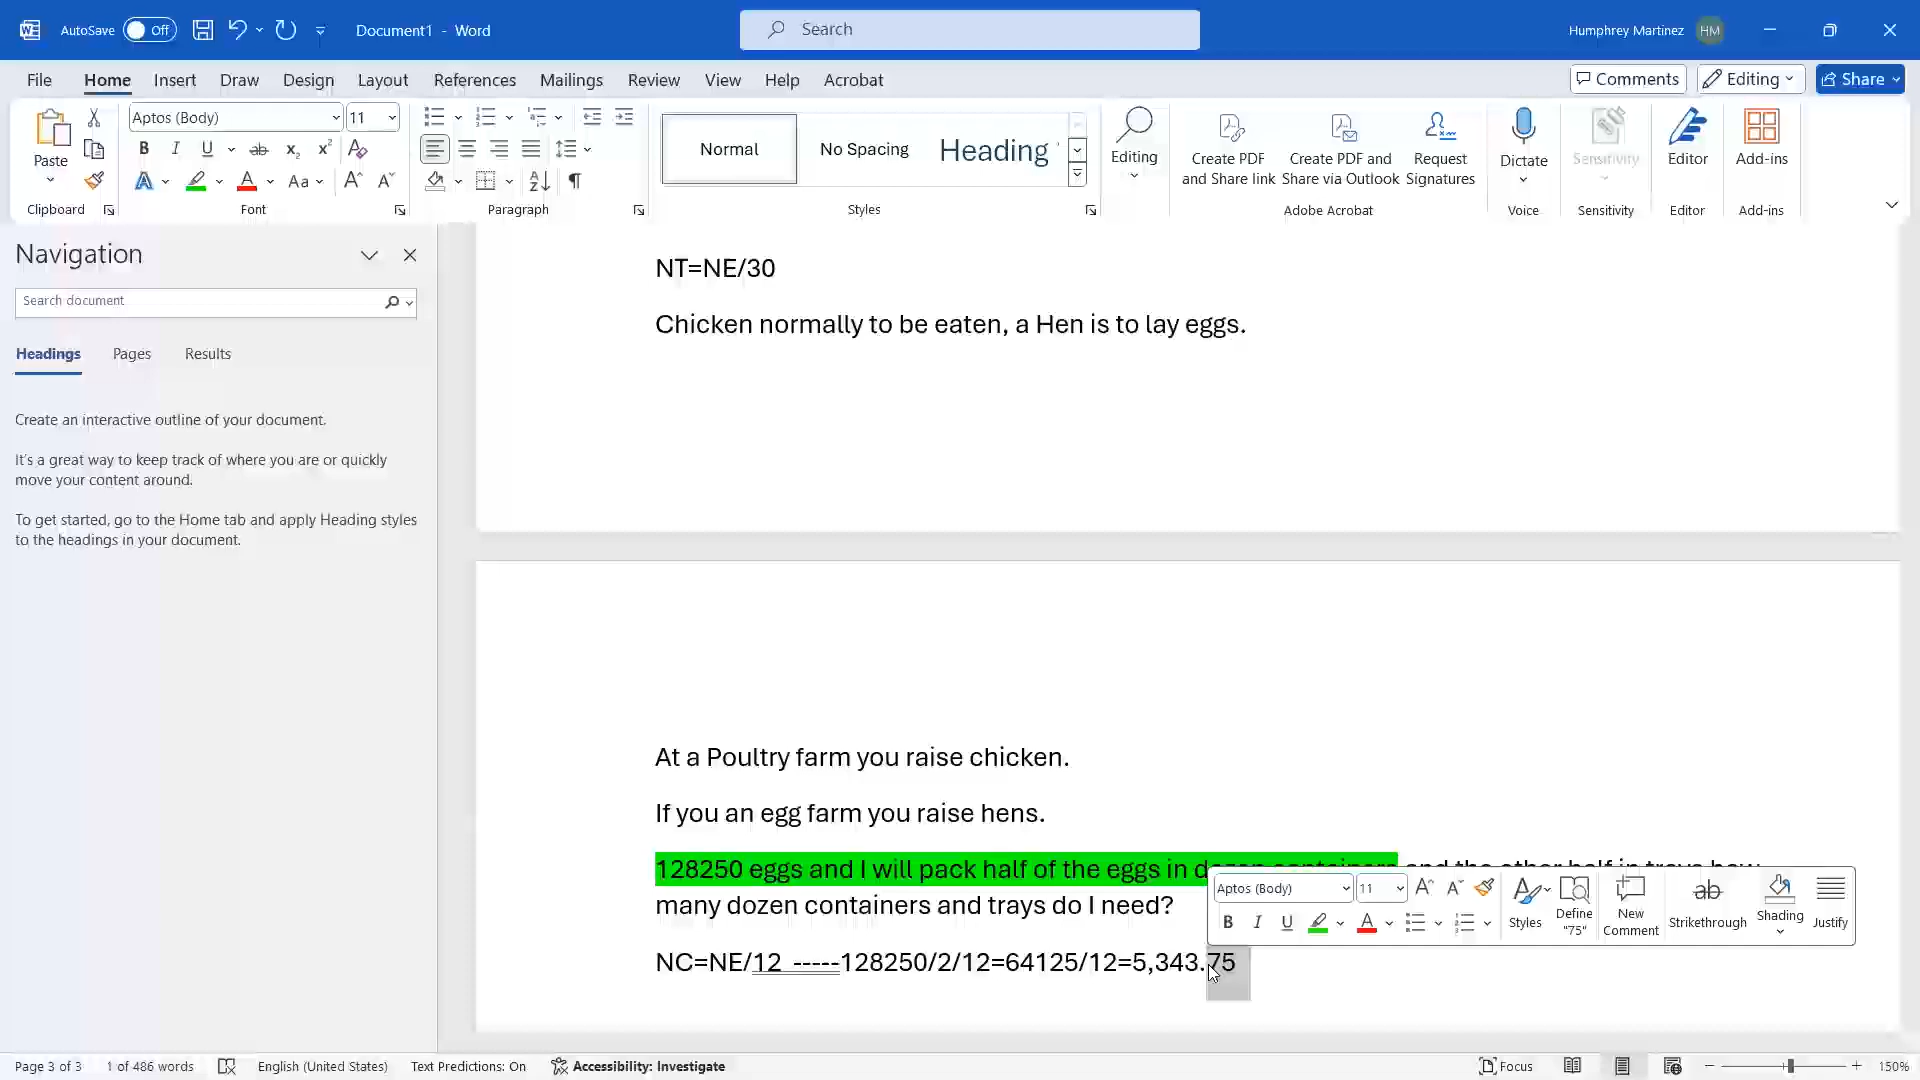 AutoSave Off Document1 - Word Search Humphrey Martinez HM
File Home Insert Draw Design Layout References Mailings Review View Help Acrobat Comments Editing Share
Paste Aptos (Body) 11 Normal No Spacing Heading Editing Create PDF and Share link Create PDF and Share via Outlook Request Signatures Dictate Sensitivity Editor Add-ins
Clipboard Font Paragraph Styles Adobe Acrobat Voice Sensitivity Editor Add-ins
Navigation
Search document
Headings Pages Results
Create an interactive outline of your document.
It's a great way to keep track of where you are or quickly
move your content around.
To get started, go to the Home tab and apply Heading styles
to the headings in your document.
NT=NE/30
Chicken normally to be eaten, a Hen is to lay eggs.
At a Poultry farm you raise chicken.
If you an egg farm you raise hens.
128250 eggs and I will pack half of the eggs in dozen containers and the other half in trays how
many dozen containers and trays do I need?
NC=NE/12 -----128250/2/12=64125/12=5,343.75
Aptos (Body) 11 Styles Define "75" New Comment Strikethrough Shading Justify
Page 3 of 3 1 of 486 words English (United States) Text Predictions: On Accessibility: Investigate Focus 150%